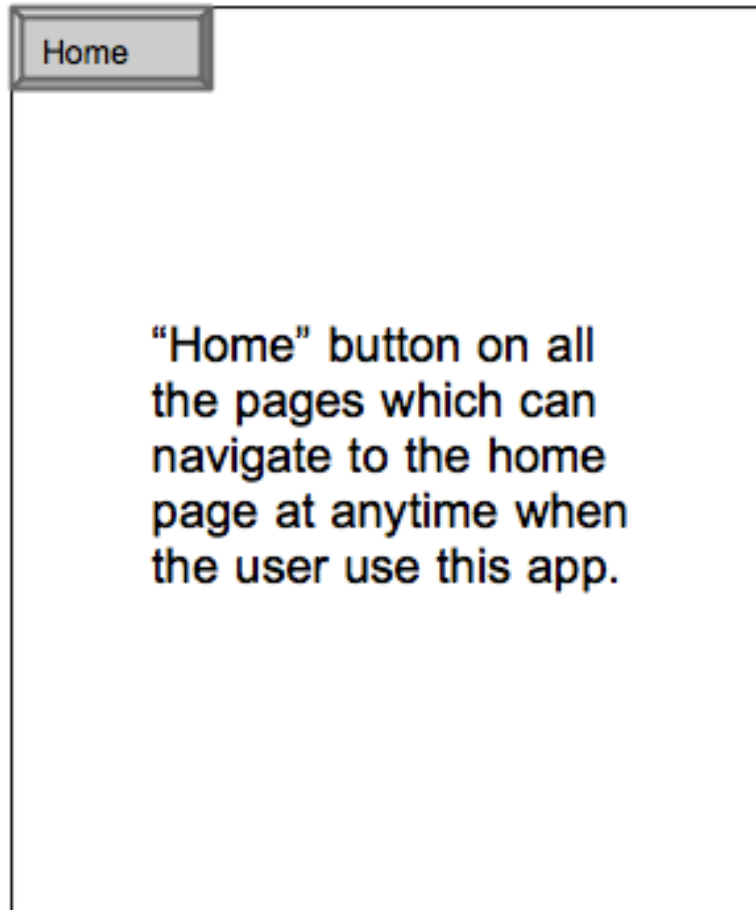 Home
“Home” button on all
the pages which can
navigate to the home
page at anytime when
the user use this app.